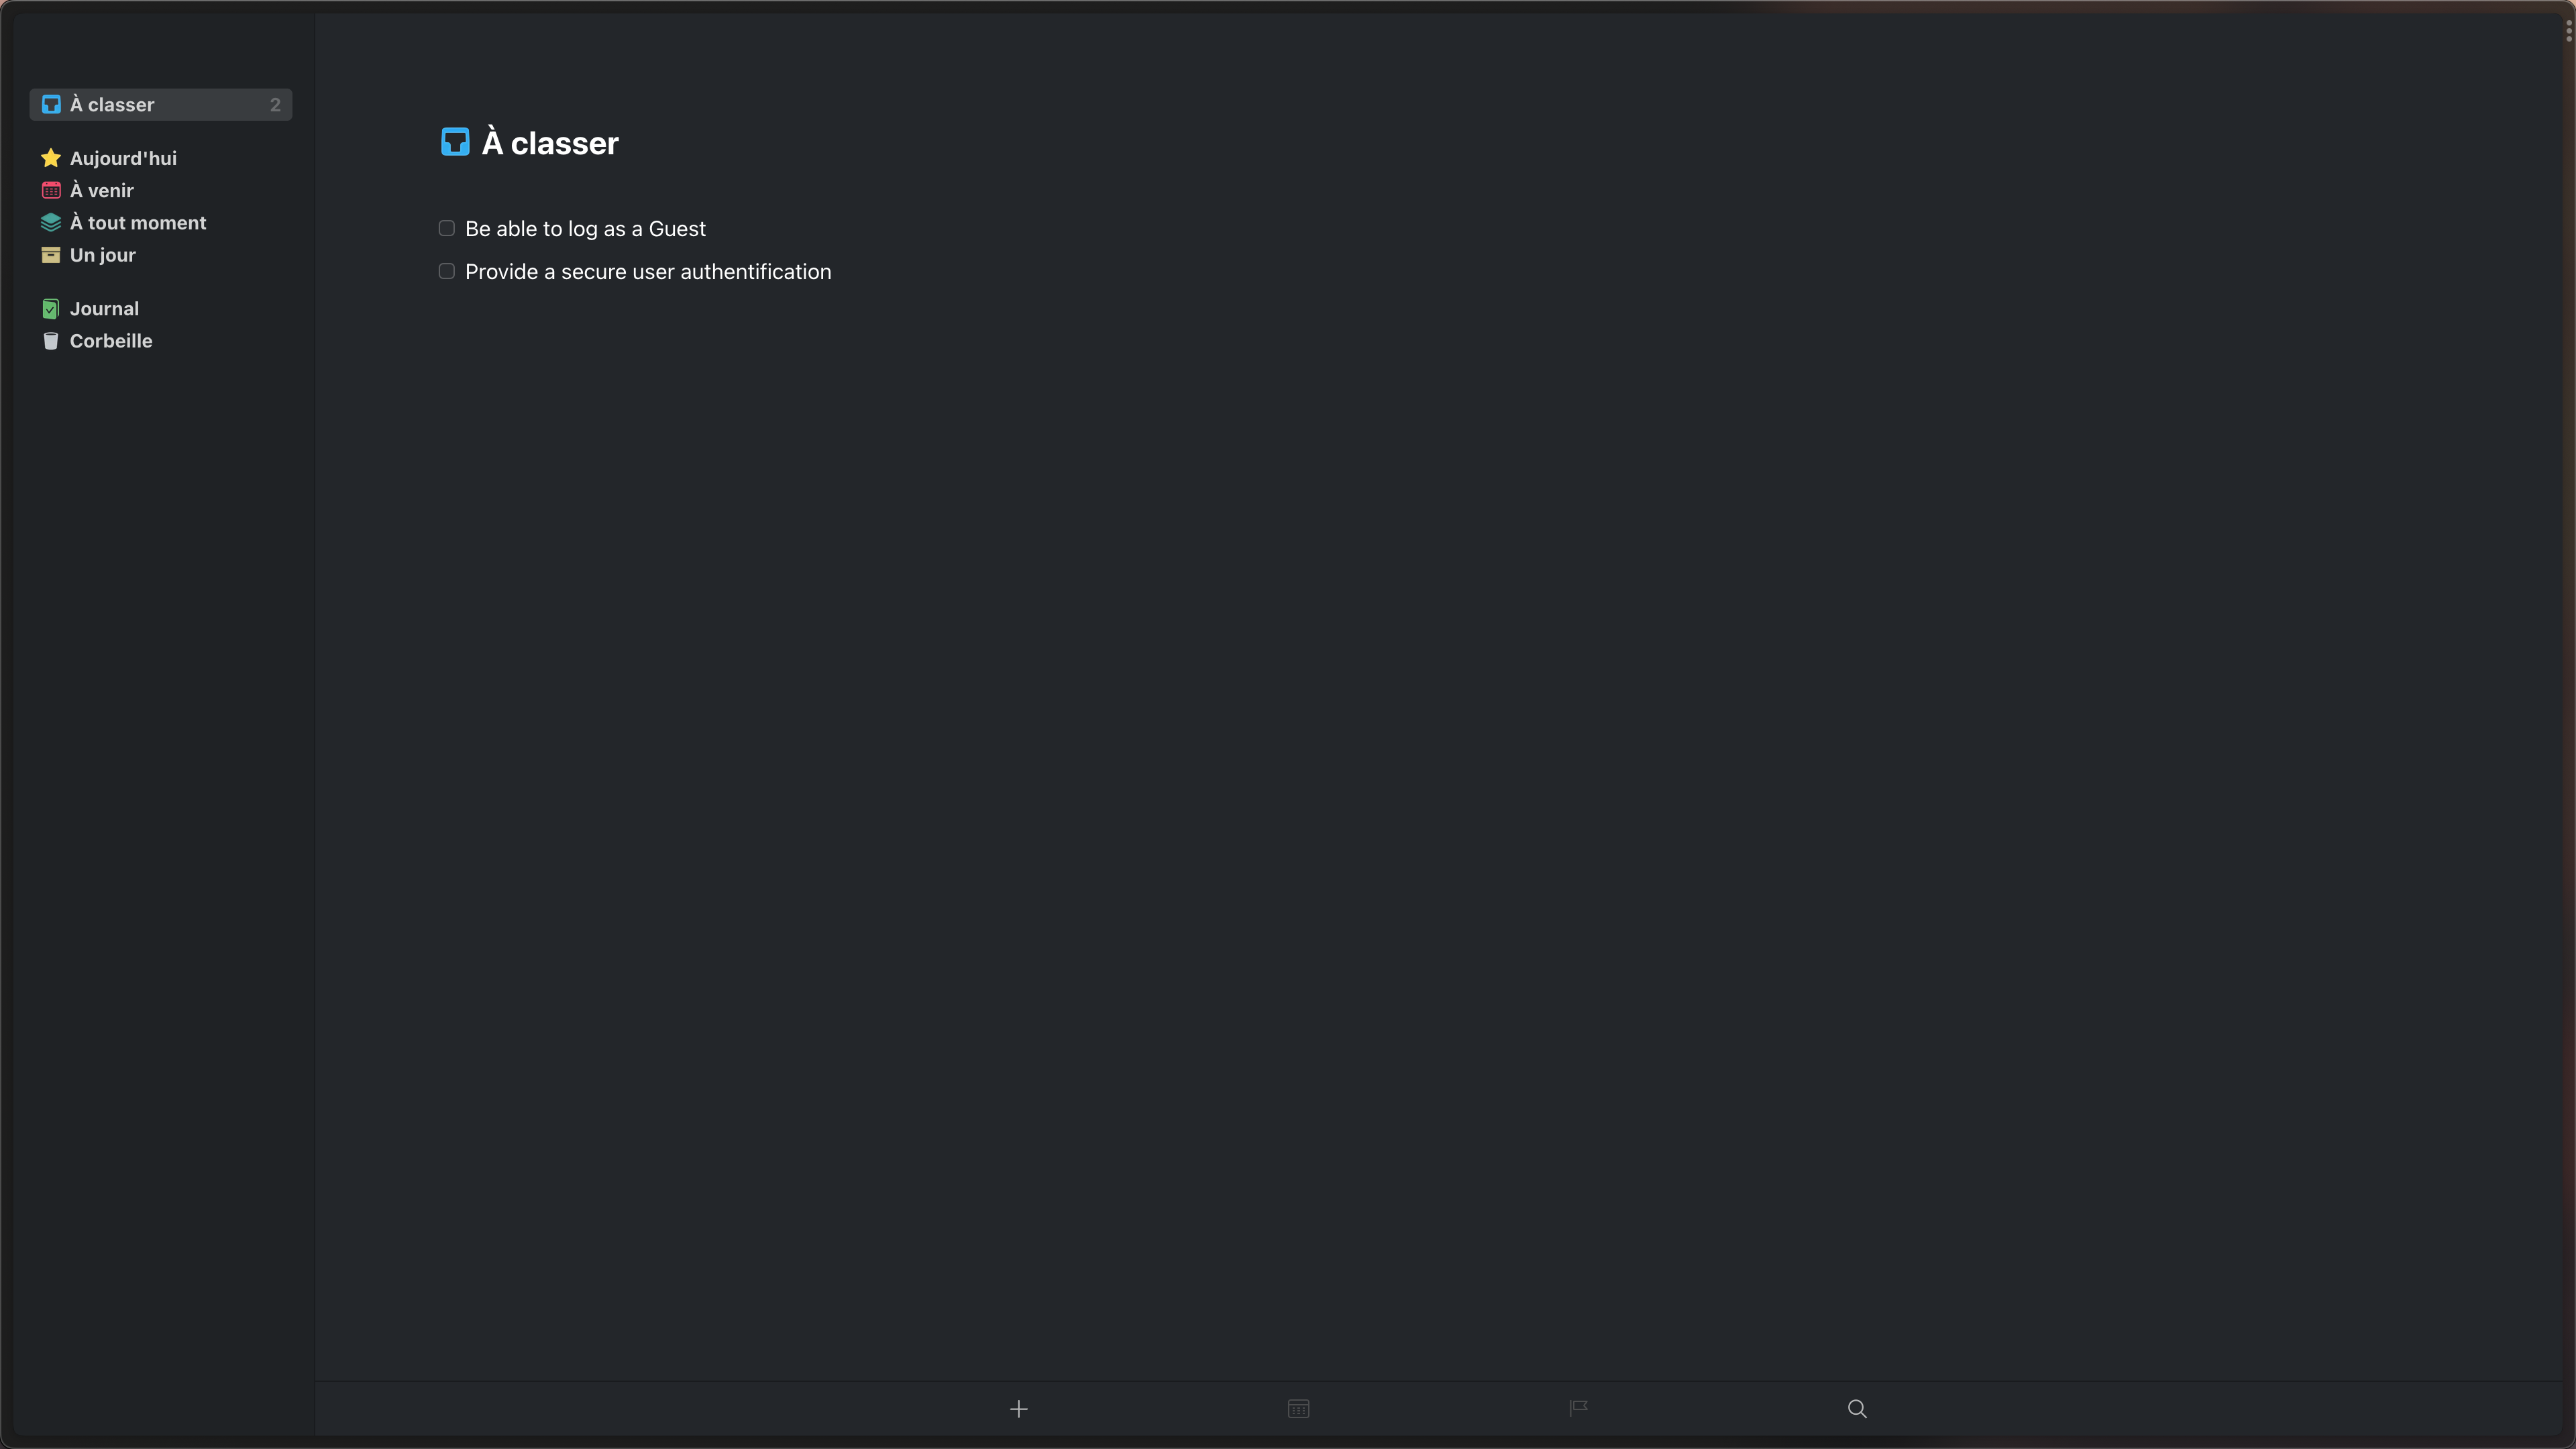 À classer 2
Aujourd'hui
À venir
À tout moment
Un jour
Journal
Corbeille
À classer
Be able to log as a Guest
Provide a secure user authentification